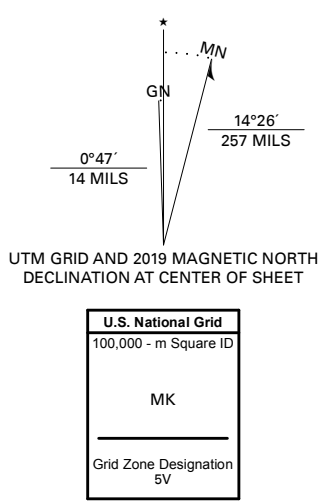 ★
MN
GN
14°26´
257 MILS
0°47´
14 MILS
UTM GRID AND 2019 MAGNETIC NORTH
DECLINATION AT CENTER OF SHEET
U.S. National Grid
100,000 - m Square ID
MK
Grid Zone Designation
5V